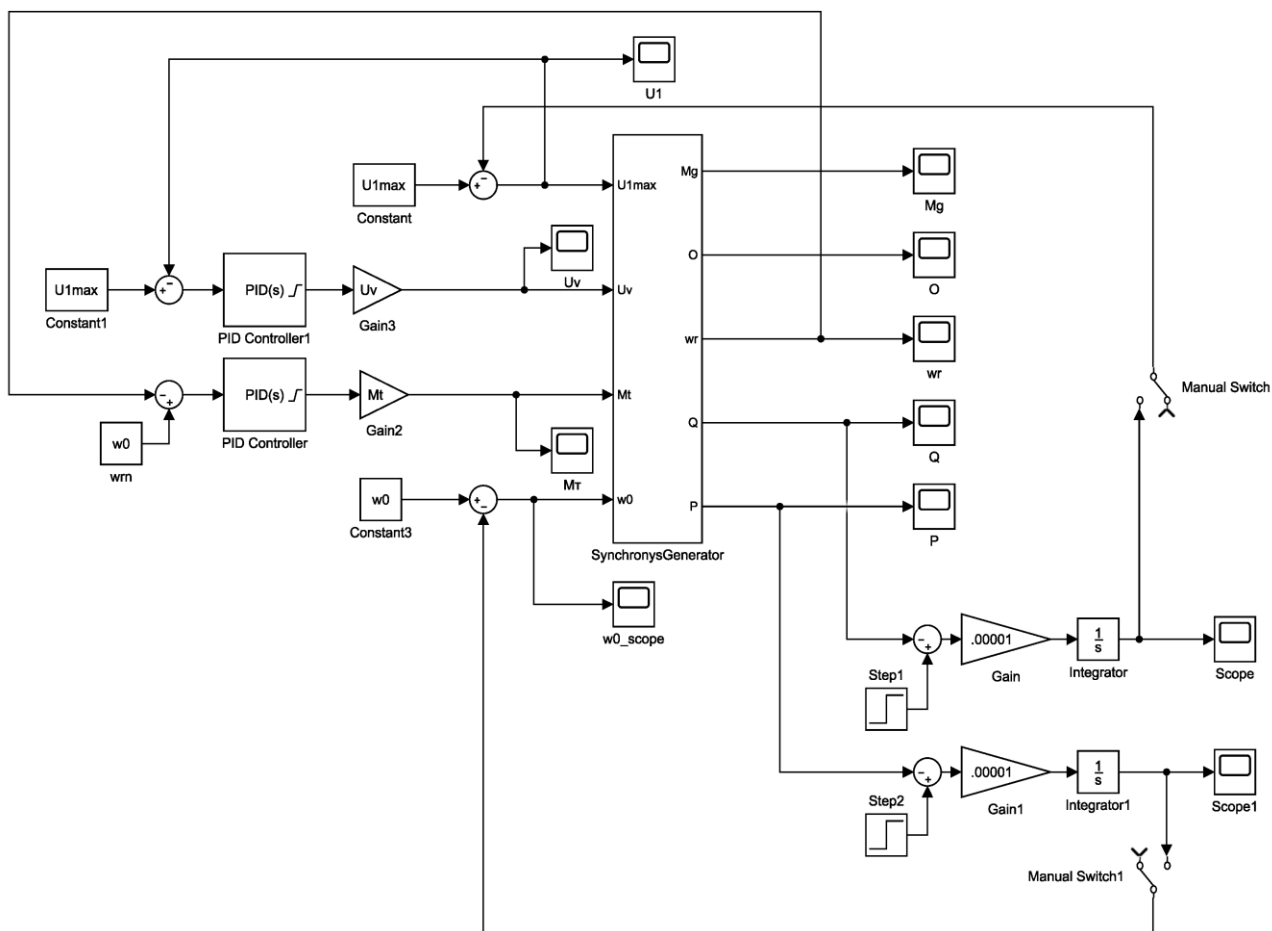 U1
U1max
Constant
U1max
Mg
Mg
O
O
Uv
U1max
Constant1
PID(s)
PID Controller1
Uv
Gain3
Uv
wr
wr
PID(s)
PID Controller
Mt
Gain2
Mt
Mт
w0
wrn
Manual Switch
Q
Q
w0
Constant3
w0
P
P
SynchronysGenerator
w0_scope
Step1
.00001
Gain
1
s
Integrator
Scope
Step2
.00001
Gain1
1
s
Integrator1
Scope1
Manual Switch1